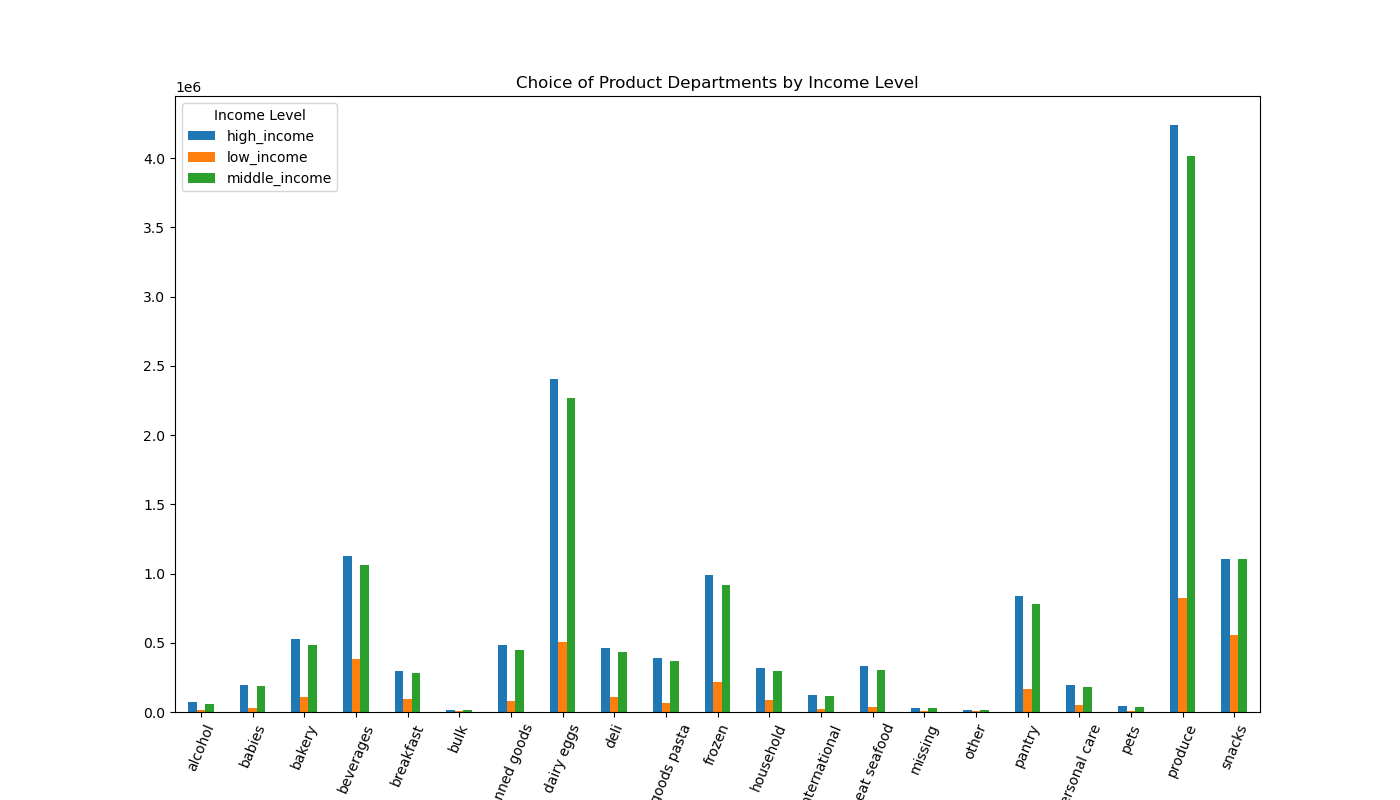 Choice of Product Departments by Income Level
1e6
Income Level
high_income
low_income
middle_income
4.0
3.5
3.0
2.5
2.0
1.5
1.0
0.5
0.0
alcohol
babies
bakery
beverages
breakfast
bulk
nned goods
dairy eggs
deli
goods pasta
frozen
household
nternational
eat seafood
missing
other
pantry
ersonal care
pets
produce
snacks